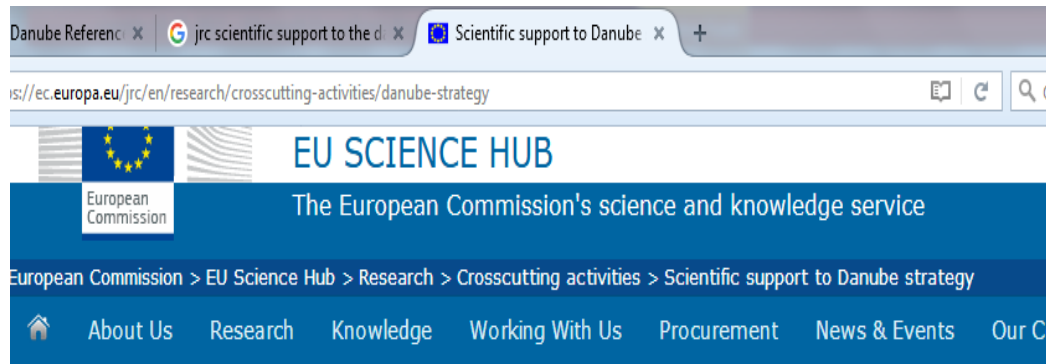 Danube Referenc jrc scientific support to the d Scientific support to Danube
s://ec.europa.eu/jrc/en/research/crosscutting-activities/danube-strategy
EU SCIENCE HUB
European
Commission
The European Commission's science and knowledge service
European Commission > EU Science Hub > Research > Crosscutting activities > Scientific support to Danube strategy
About Us Research Knowledge Working With Us Procurement News & Events Our C